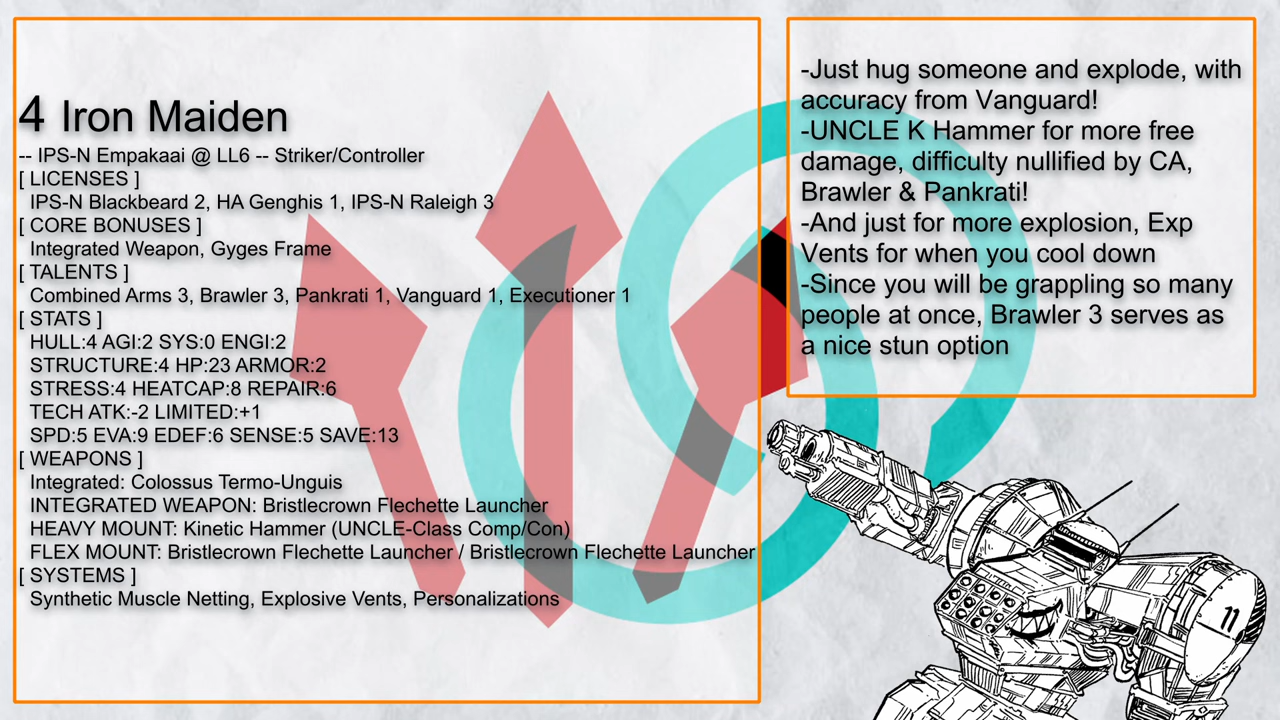 4 Iron Maiden
-- IPS-N Empakaai @ LL6 -- Striker/Controller
[ LICENSES ]
IPS-N Blackbeard 2, HA Genghis 1, IPS-N Raleigh 3
[ CORE BONUSES ]
Integrated Weapon, Gyges Frame
[ TALENTS ]
Combined Arms 3, Brawler 3, Pankrati 1, Vanguard 1, Executioner 1
[ STATS ]
HULL:4 AGI:2 SYS:0 ENGI:2
STRUCTURE:4 HP:23 ARMOR:2
STRESS:4 HEATCAP:8 REPAIR:6
TECH ATK:-2 LIMITED:+1
SPD:5 EVA:9 EDEF:6 SENSE:5 SAVE:13
[ WEAPONS ]
Integrated: Colossus Termo-Unguis
INTEGRATED WEAPON: Bristlecrown Flechette Launcher
HEAVY MOUNT: Kinetic Hammer (UNCLE-Class Comp/Con)
FLEX MOUNT: Bristlecrown Flechette Launcher / Bristlecrown Flechette Launcher
[ SYSTEMS ]
Synthetic Muscle Netting, Explosive Vents, Personalizations
-Just hug someone and explode, with
accuracy from Vanguard!
-UNCLE K Hammer for more free
damage, difficulty nullified by CA,
Brawler & Pankrati!
-And just for more explosion, Exp
Vents for when you cool down
-Since you will be grappling so many
people at once, Brawler 3 serves as
a nice stun option
11